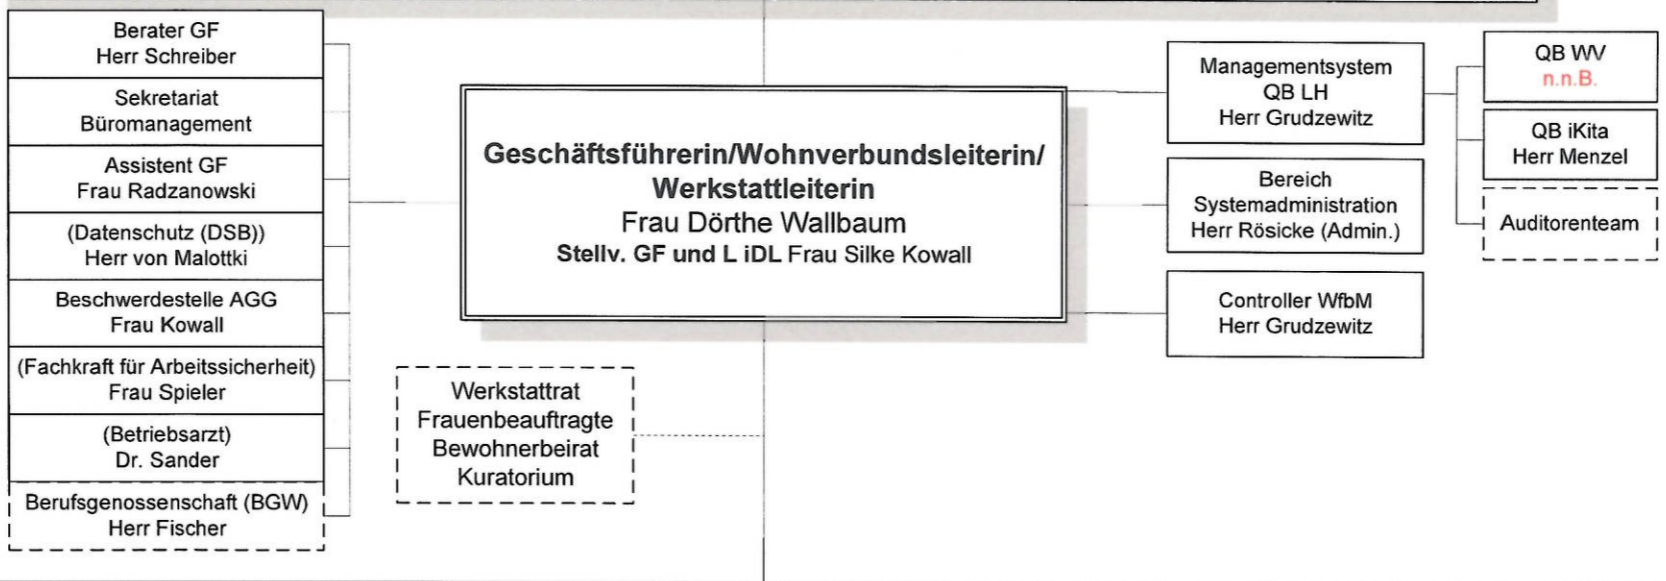 Berater GF
Herr Schreiber
Sekretariat
Büromanagement
Assistent GF
Frau Radzanowski
(Datenschutz (DSB))
Herr von Malottki
Beschwerdestelle AGG
Frau Kowall
(Fachkraft für Arbeitssicherheit)
Frau Spieler
(Betriebsarzt)
Dr. Sander
Berufsgenossenschaft (BGW)
Herr Fischer
Geschäftsführerin/Wohnverbundsleiterin/
Werkstattleiterin
Frau Dörthe Wallbaum
Stellv. GF und L iDL Frau Silke Kowall
Werkstattrat
Frauenbeauftragte
Bewohnerbeirat
Kuratorium
Managementsystem
QB LH
Herr Grudzewitz
Bereich
Systemadministration
Herr Rösicke (Admin.)
Controller WfbM
Herr Grudzewitz
QB WV
n.n.B.
QB iKita
Herr Menzel
Auditorenteam